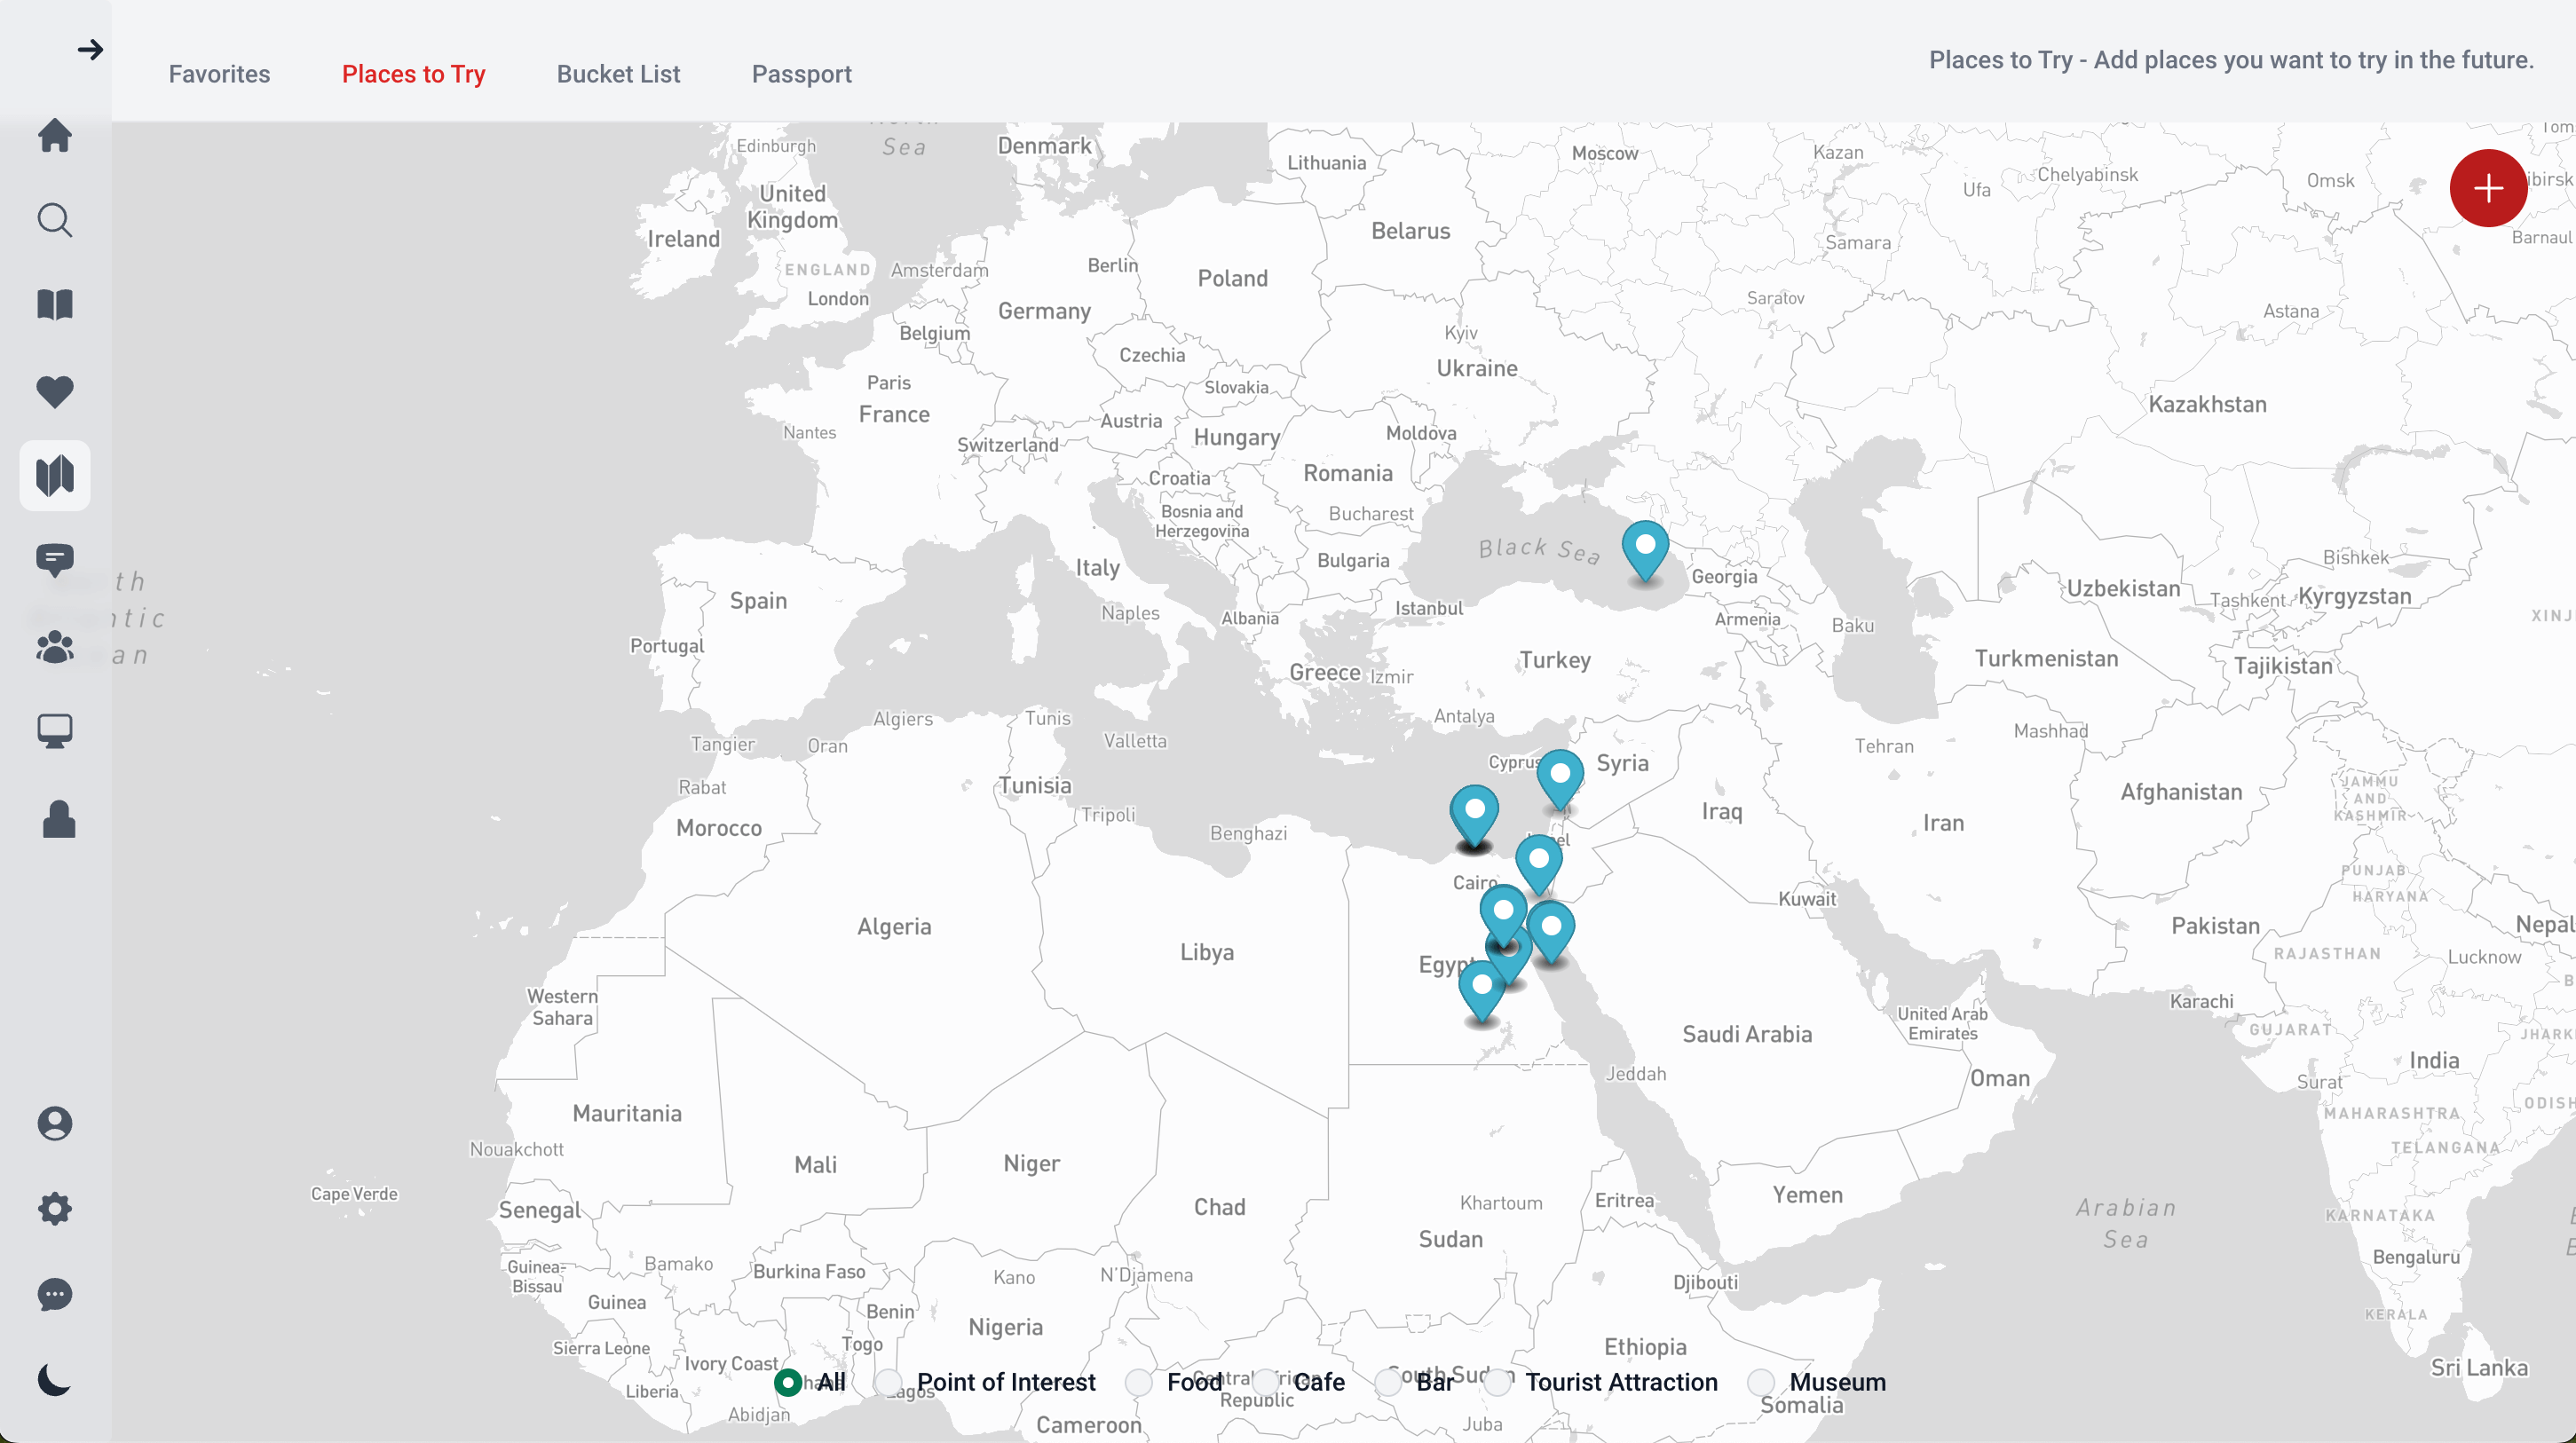 Favorites
Places to Try
Bucket List
Passport
Places to Try - Add places you want to try in the future.
Sea
Edinburgh
Denmark
Lithuania
Moscow
Kazan
Ufa
Chelyabinsk
Omsk
United
Kingdom
Ireland
Belarus
Samara
Barnaul
ENGLAND
Amsterdam
Berlin
Poland
London
Germany
Saratov
Astana
Belgium
Kyiv
Czechia
Ukraine
Paris
Slovakia
France
Kazakhstan
Nantes
Austria
Switzerland
Hungary
Moldova
Croatia
Romania
Bosnia and
Herzegovina
Bucharest
Black Sea
Italy
Bulgaria
Georgia
Bishkek
Uzbekistan
Tashkent
Kyrgyzstan
Spain
Naples
Albania
Istanbul
Armenia
Baku
Portugal
Greece
Izmir
Turkey
Turkmenistan
Tajikistan
Algiers
Tunis
Antalya
Mashhad
Tangier
Oran
Valletta
Tehran
Cyprus
Syria
Rabat
Tunisia
Afghanistan
JAMMU
AND
KASHMIR
Morocco
Tripoli
Benghazi
Iraq
Iran
Cairo
Kuwait
PUNJAB
HARYANA
Algeria
Libya
Pakistan
Nepal
Egypt
RAJASTHAN
Lucknow
Western
Sahara
Karachi
United Arab
Emirates
Saudi Arabia
GUJARAT
India
Jeddah
Oman
Surat
Mauritania
MAHARASHTRA
Nouakchott
TELANGANA
Mali
Niger
Cape Verde
Senegal
Chad
Khartoum
Eritrea
Yemen
Arabian
Sea
KARNATAKA
Sudan
Guinea-
Bissau
Bamako
Burkina Faso
Kano
N'Djamena
Djibouti
Bengaluru
Guinea
Benin
Nigeria
KERALA
Sierra Leone
Togo
Ethiopia
Ivory Coast
Sri Lanka
Liberia
All
Point of Interest
Food
Cafe
Bar
Tourist Attraction
Museum
Republic
Somalia
Abidjan
Cameroon
Juba